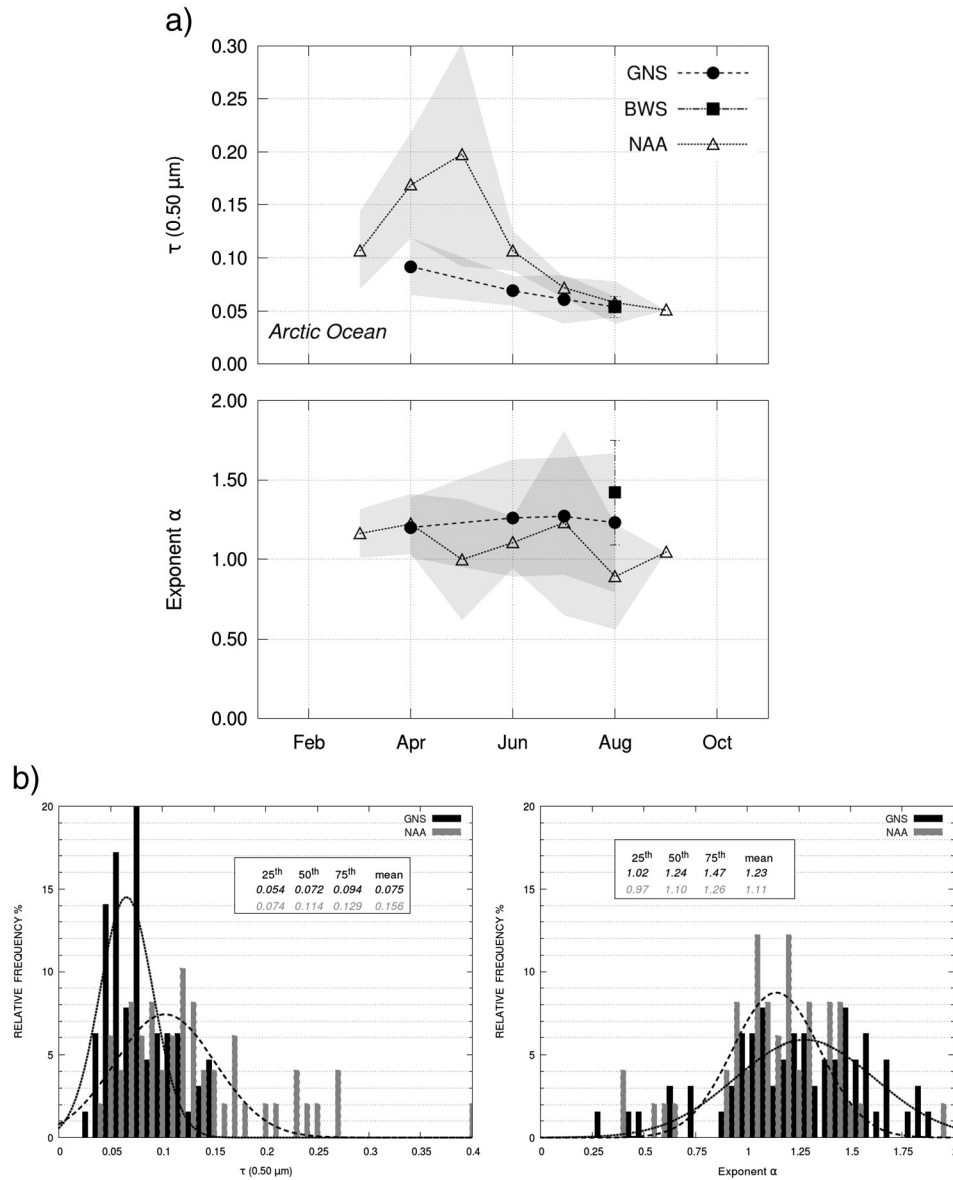 a)
0.30
0.25
0.20
0.15
0.10
0.05
0.00
τ (0.50 µm)
GNS
BWS
NAA
Arctic Ocean
2.00
1.50
1.00
0.50
0.00
Exponent α
Feb Apr Jun Aug Oct
b)
20
15
10
5
0
RELATIVE FREQUENCY %
GNS
NAA
25th 50th 75th mean
0.054 0.072 0.094 0.075
0.074 0.114 0.129 0.156
0 0.05 0.1 0.15 0.2 0.25 0.3 0.35 0.4
τ (0.50 µm)
20
15
10
5
0
RELATIVE FREQUENCY %
GNS
NAA
25th 50th 75th mean
1.02 1.24 1.47 1.23
0.97 1.10 1.26 1.11
0 0.25 0.5 0.75 1 1.25 1.5 1.75
Exponent α